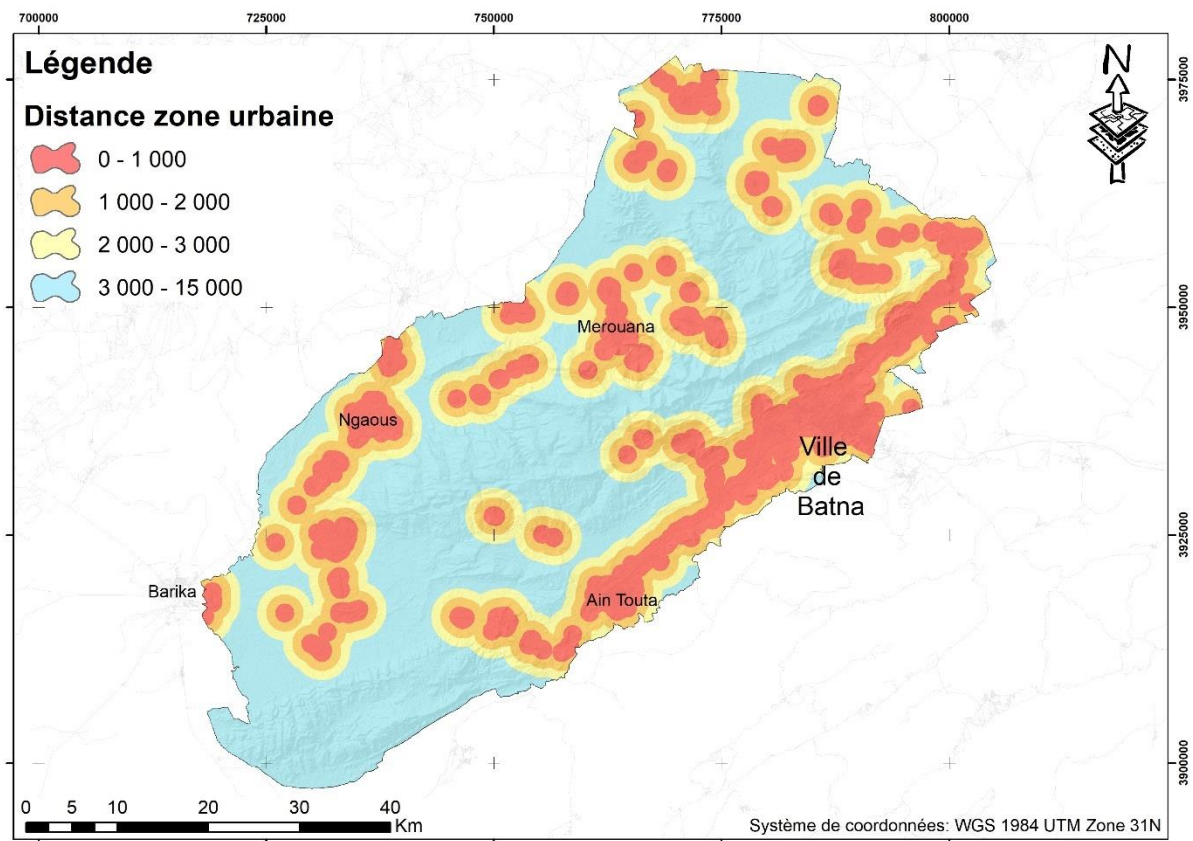 700000 725000 750000 775000 800000
Légende
Distance zone urbaine
0 - 1 000
1 000 - 2 000
2 000 - 3 000
3 000 - 15 000
N
3975000
3950000
3925000
3900000
Merouana
Ngaous
Ville
de
Batna
Barika
Ain Touta
0 5 10 20 30 40
Km
Système de coordonnées: WGS 1984 UTM Zone 31N